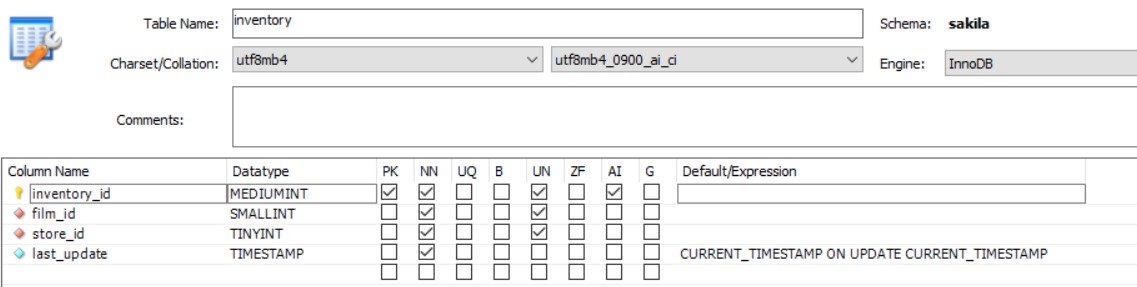 Table Name: inventory Schema: sakila
Charset/Collation: utf8mb4 utf8mb4_0900_ai_ci Engine: InnoDB
Comments:
Column Name Datatype PK NN UQ B UN ZF AI G Default/Expression
inventory_id MEDIUMINT
film_id SMALLINT
store_id TINYINT
last_update TIMESTAMP CURRENT_TIMESTAMP ON UPDATE CURRENT_TIMESTAMP